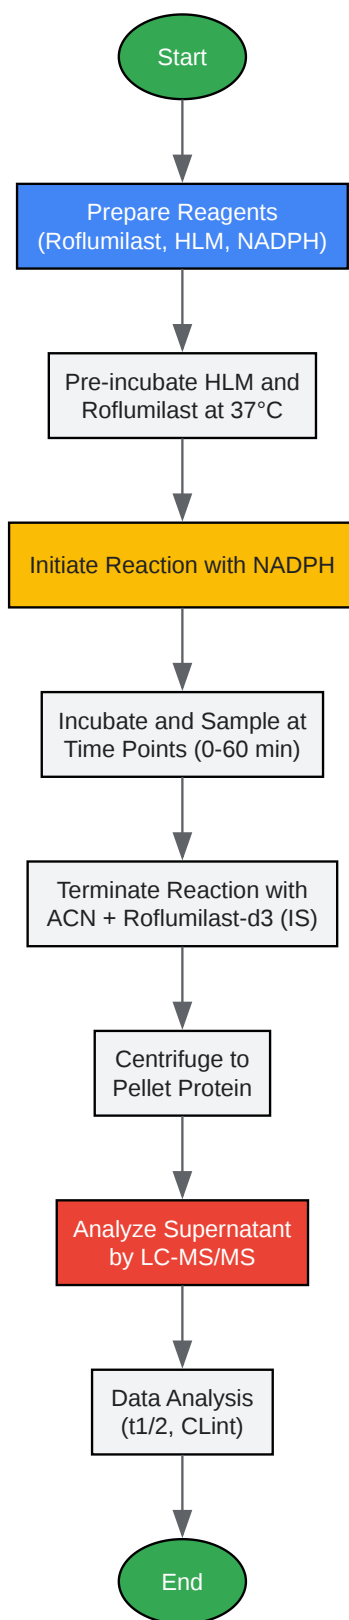 Start
Prepare Reagents
(Roflumilast, HLM, NADPH)
Pre-incubate HLM and
Roflumilast at 37°C
Initiate Reaction with NADPH
Incubate and Sample at
Time Points (0-60 min)
Terminate Reaction with
ACN + Roflumilast-d3 (IS)
Centrifuge to
Pellet Protein
Analyze Supernatant
by LC-MS/MS
Data Analysis
(t1/2, CLint)
End